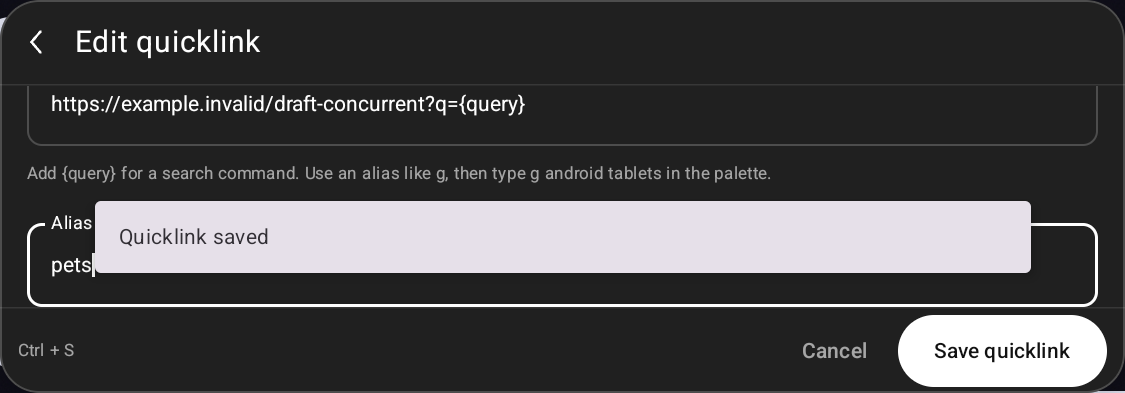 Edit quicklink
https://example.invalid/draft-concurrent?q={query}
Add {query} for a search command. Use an alias like g, then type g android tablets in the palette.
Alias
Quicklink saved
pets
Ctrl + S
Cancel
Save quicklink